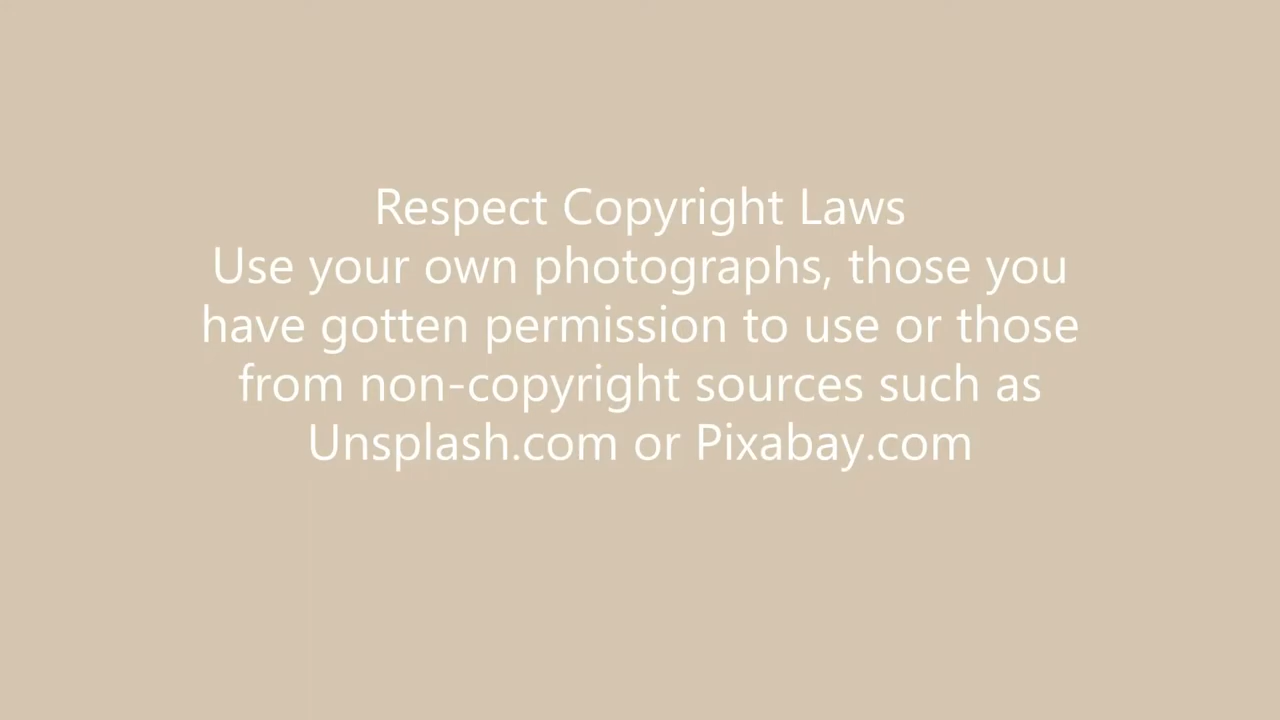 Respect Copyright Laws
Use your own photographs, those you
have gotten permission to use or those
from non-copyright sources such as
Unsplash.com or Pixabay.com